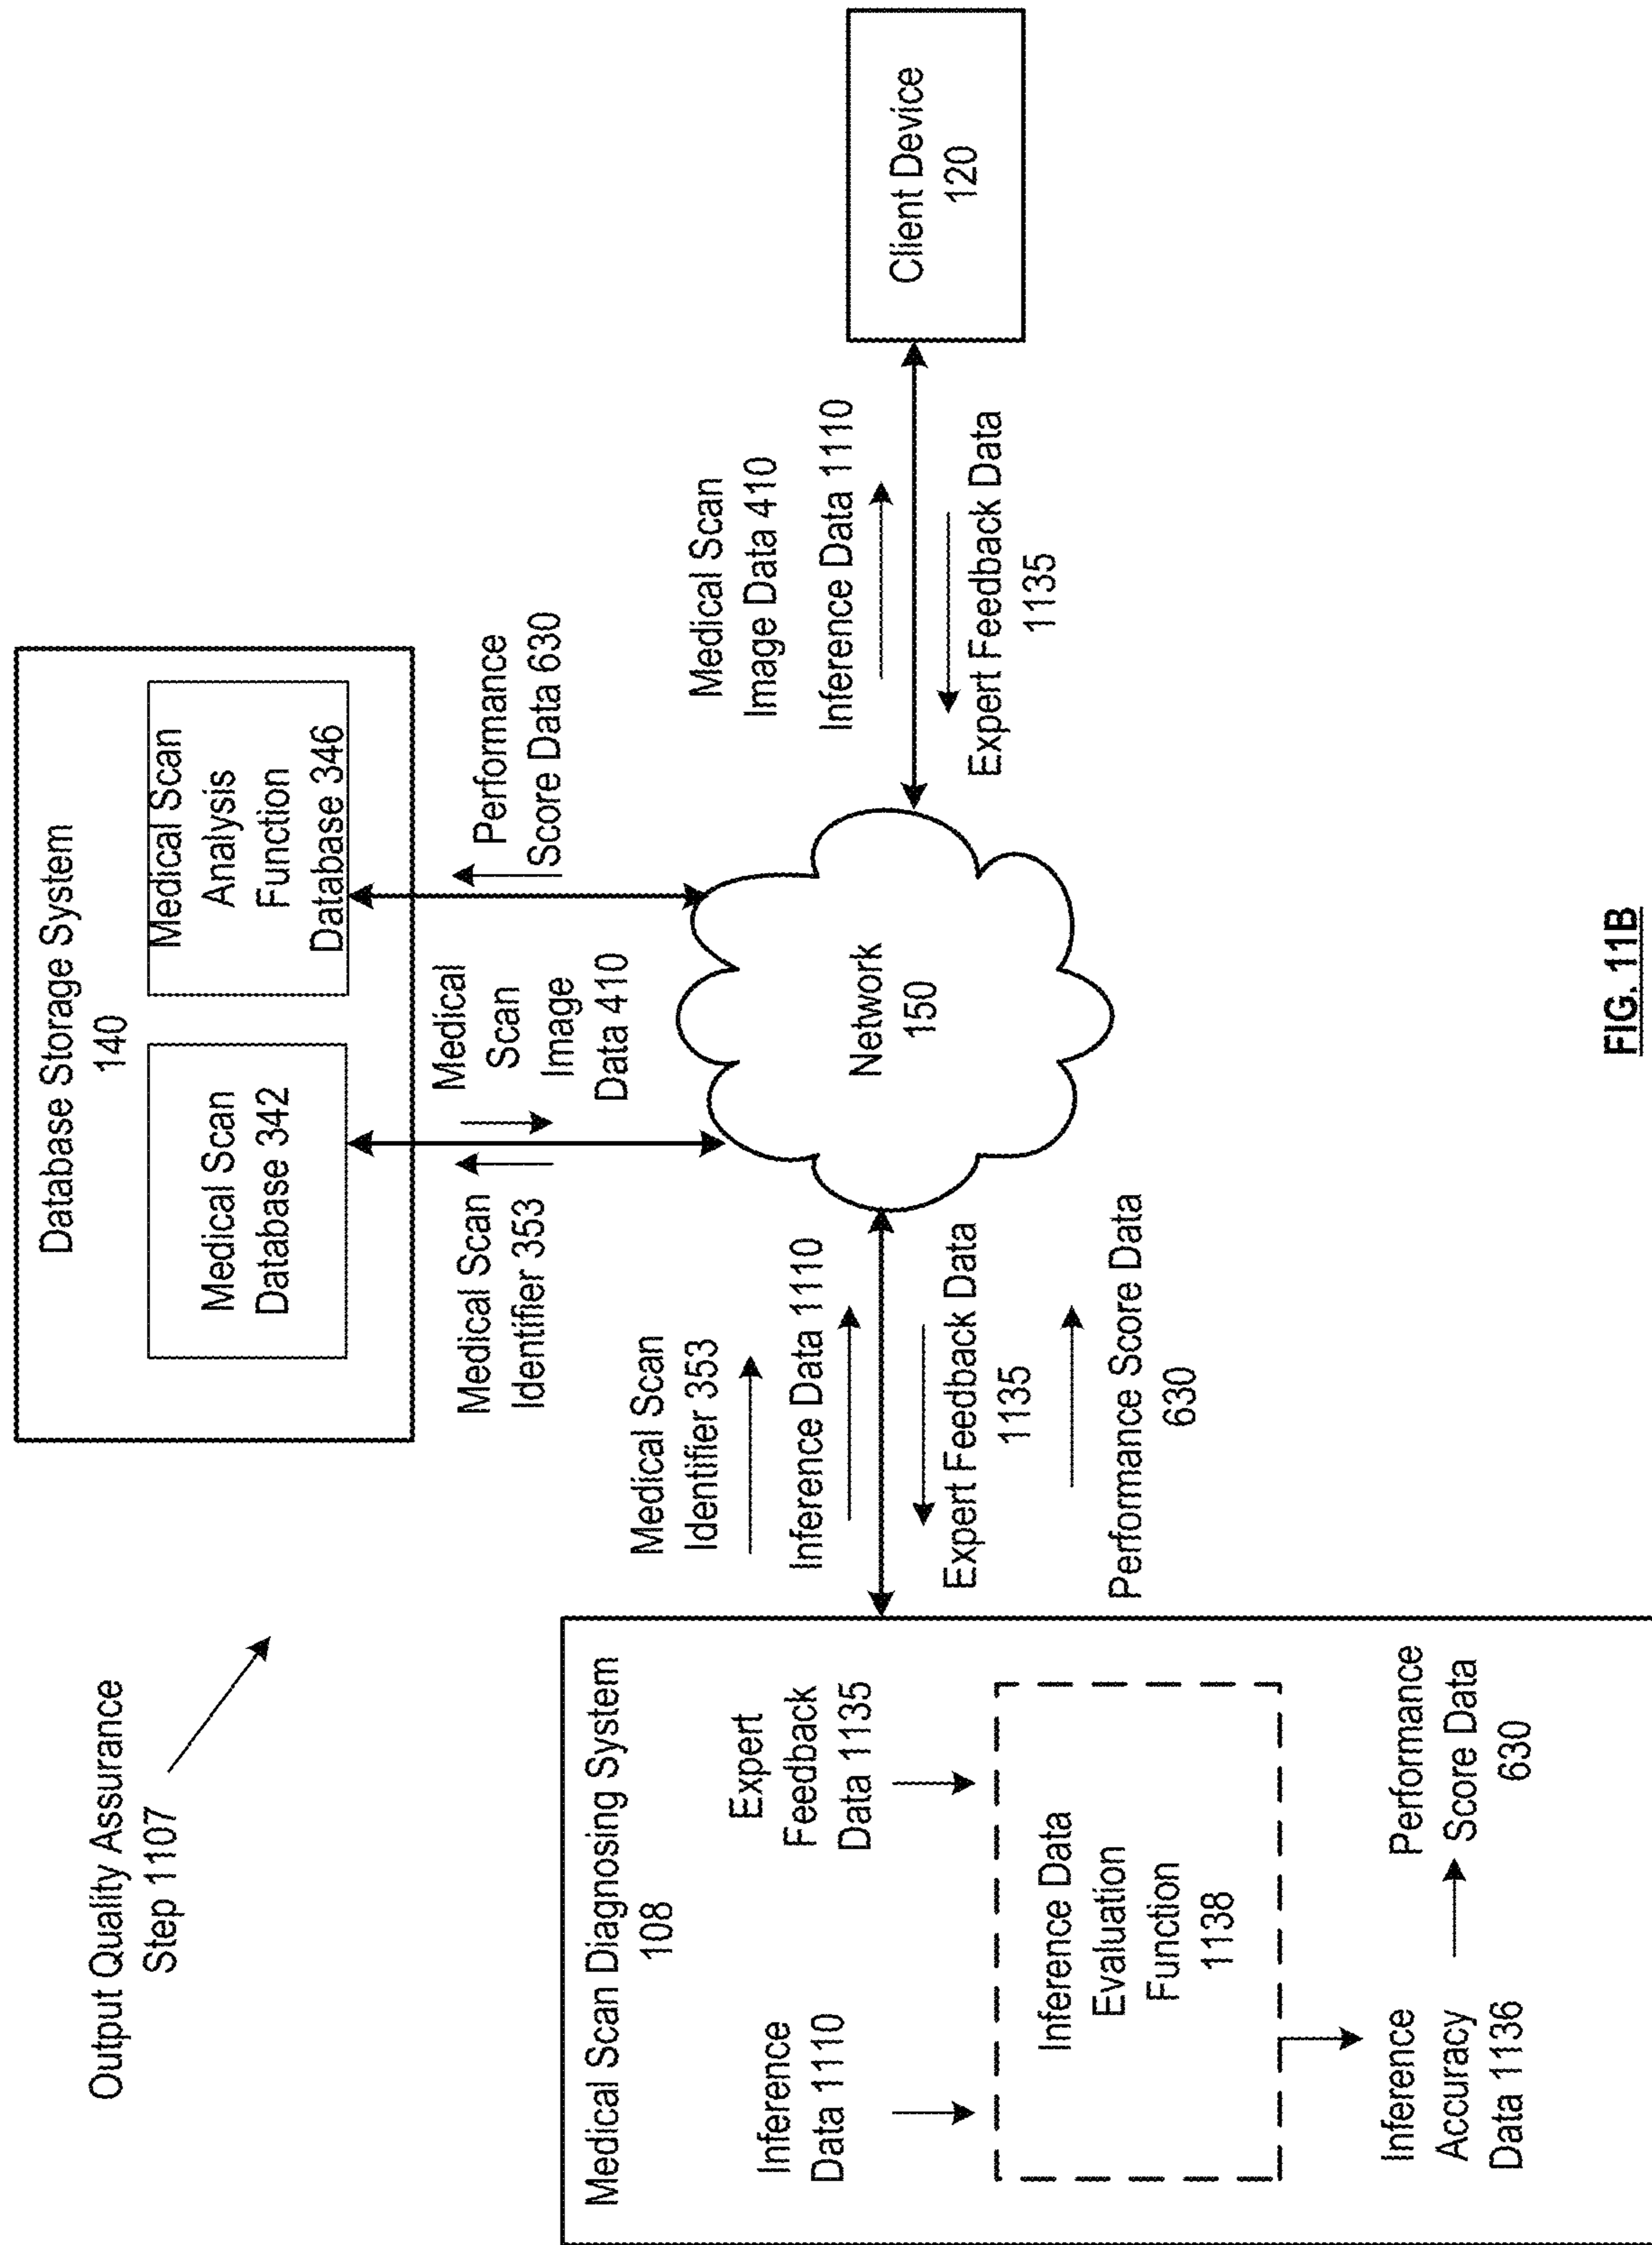 Output Quality Assurance
Step 1107
Database Storage System
140
Medical Scan
Database 342
Medical Scan
Analysis
Function
Database 346
Medical Scan
Identifier 353
Medical
Scan
Image
Data 410
Performance
Score Data 630
Medical Scan Diagnosing System
108
Inference
Data 1110
Expert
Feedback
Data 1135
Inference Data
Evaluation
Function
1138
Inference
Accuracy
Data 1136
Performance
Score Data
630
Medical Scan
Identifier 353
Inference Data 1110
Expert Feedback Data
1135
Performance Score Data
630
Network
150
Medical Scan
Image Data 410
Inference Data 1110
Expert Feedback Data
1135
Client Device
120
FIG. 11B